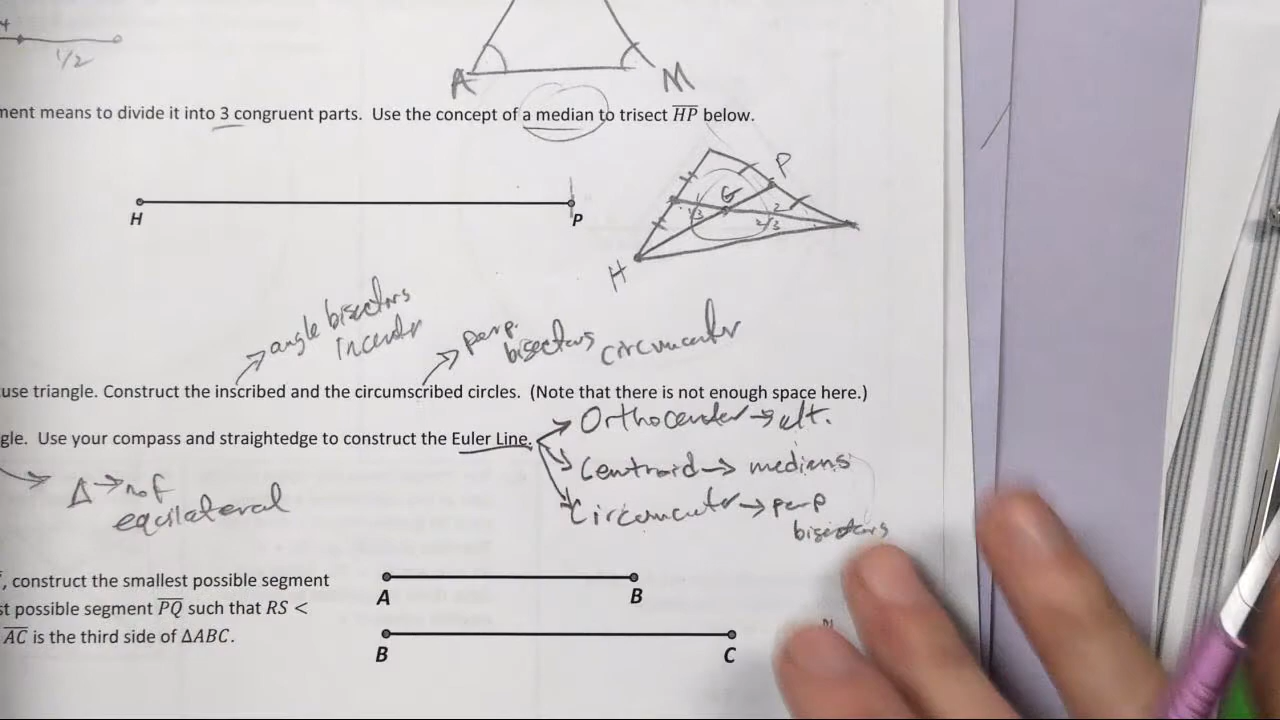 1/2
A M
ment means to divide it into 3 congruent parts. Use the concept of a median to trisect HP below.
H P
P
G
1/3 2
2/3
H
angle bisectors
incenter
perp.
bisectors circumcenter
use triangle. Construct the inscribed and the circumscribed circles. (Note that there is not enough space here.)
Orthocenter → alt.
gle. Use your compass and straightedge to construct the Euler Line.
Centroid → medians
Δ → not
equilateral
Circumcenter → perp
bisectors
, construct the smallest possible segment
A B
st possible segment PQ such that RS <
AC is the third side of ΔABC.
B C